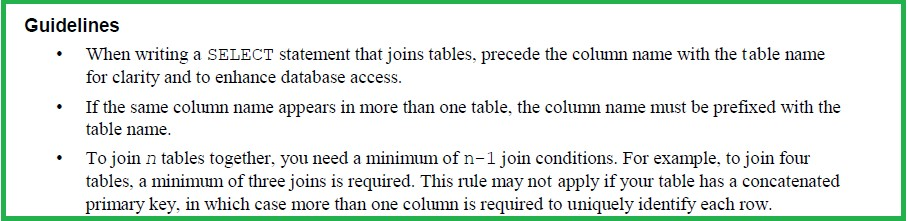 Guidelines
• When writing a SELECT statement that joins tables, precede the column name with the table name
for clarity and to enhance database access.
• If the same column name appears in more than one table, the column name must be prefixed with the
table name.
• To join n tables together, you need a minimum of n-1 join conditions. For example, to join four
tables, a minimum of three joins is required. This rule may not apply if your table has a concatenated
primary key, in which case more than one column is required to uniquely identify each row.